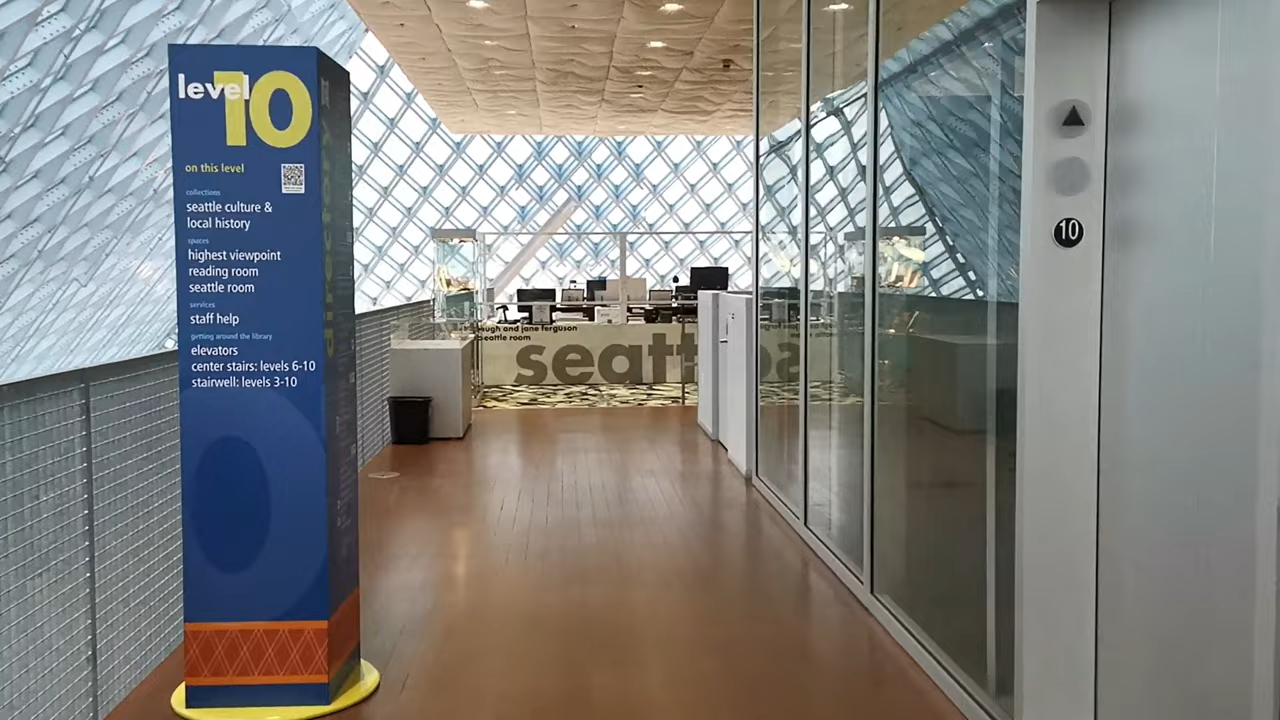 level
10
on this level
collections
seattle culture &
local history
spaces
highest viewpoint
reading room
seattle room
services
staff help
getting around the library
elevators
center stairs: levels 6-10
stairwell: levels 3-10
hugh and jane ferguson
seattle room
seatt
10